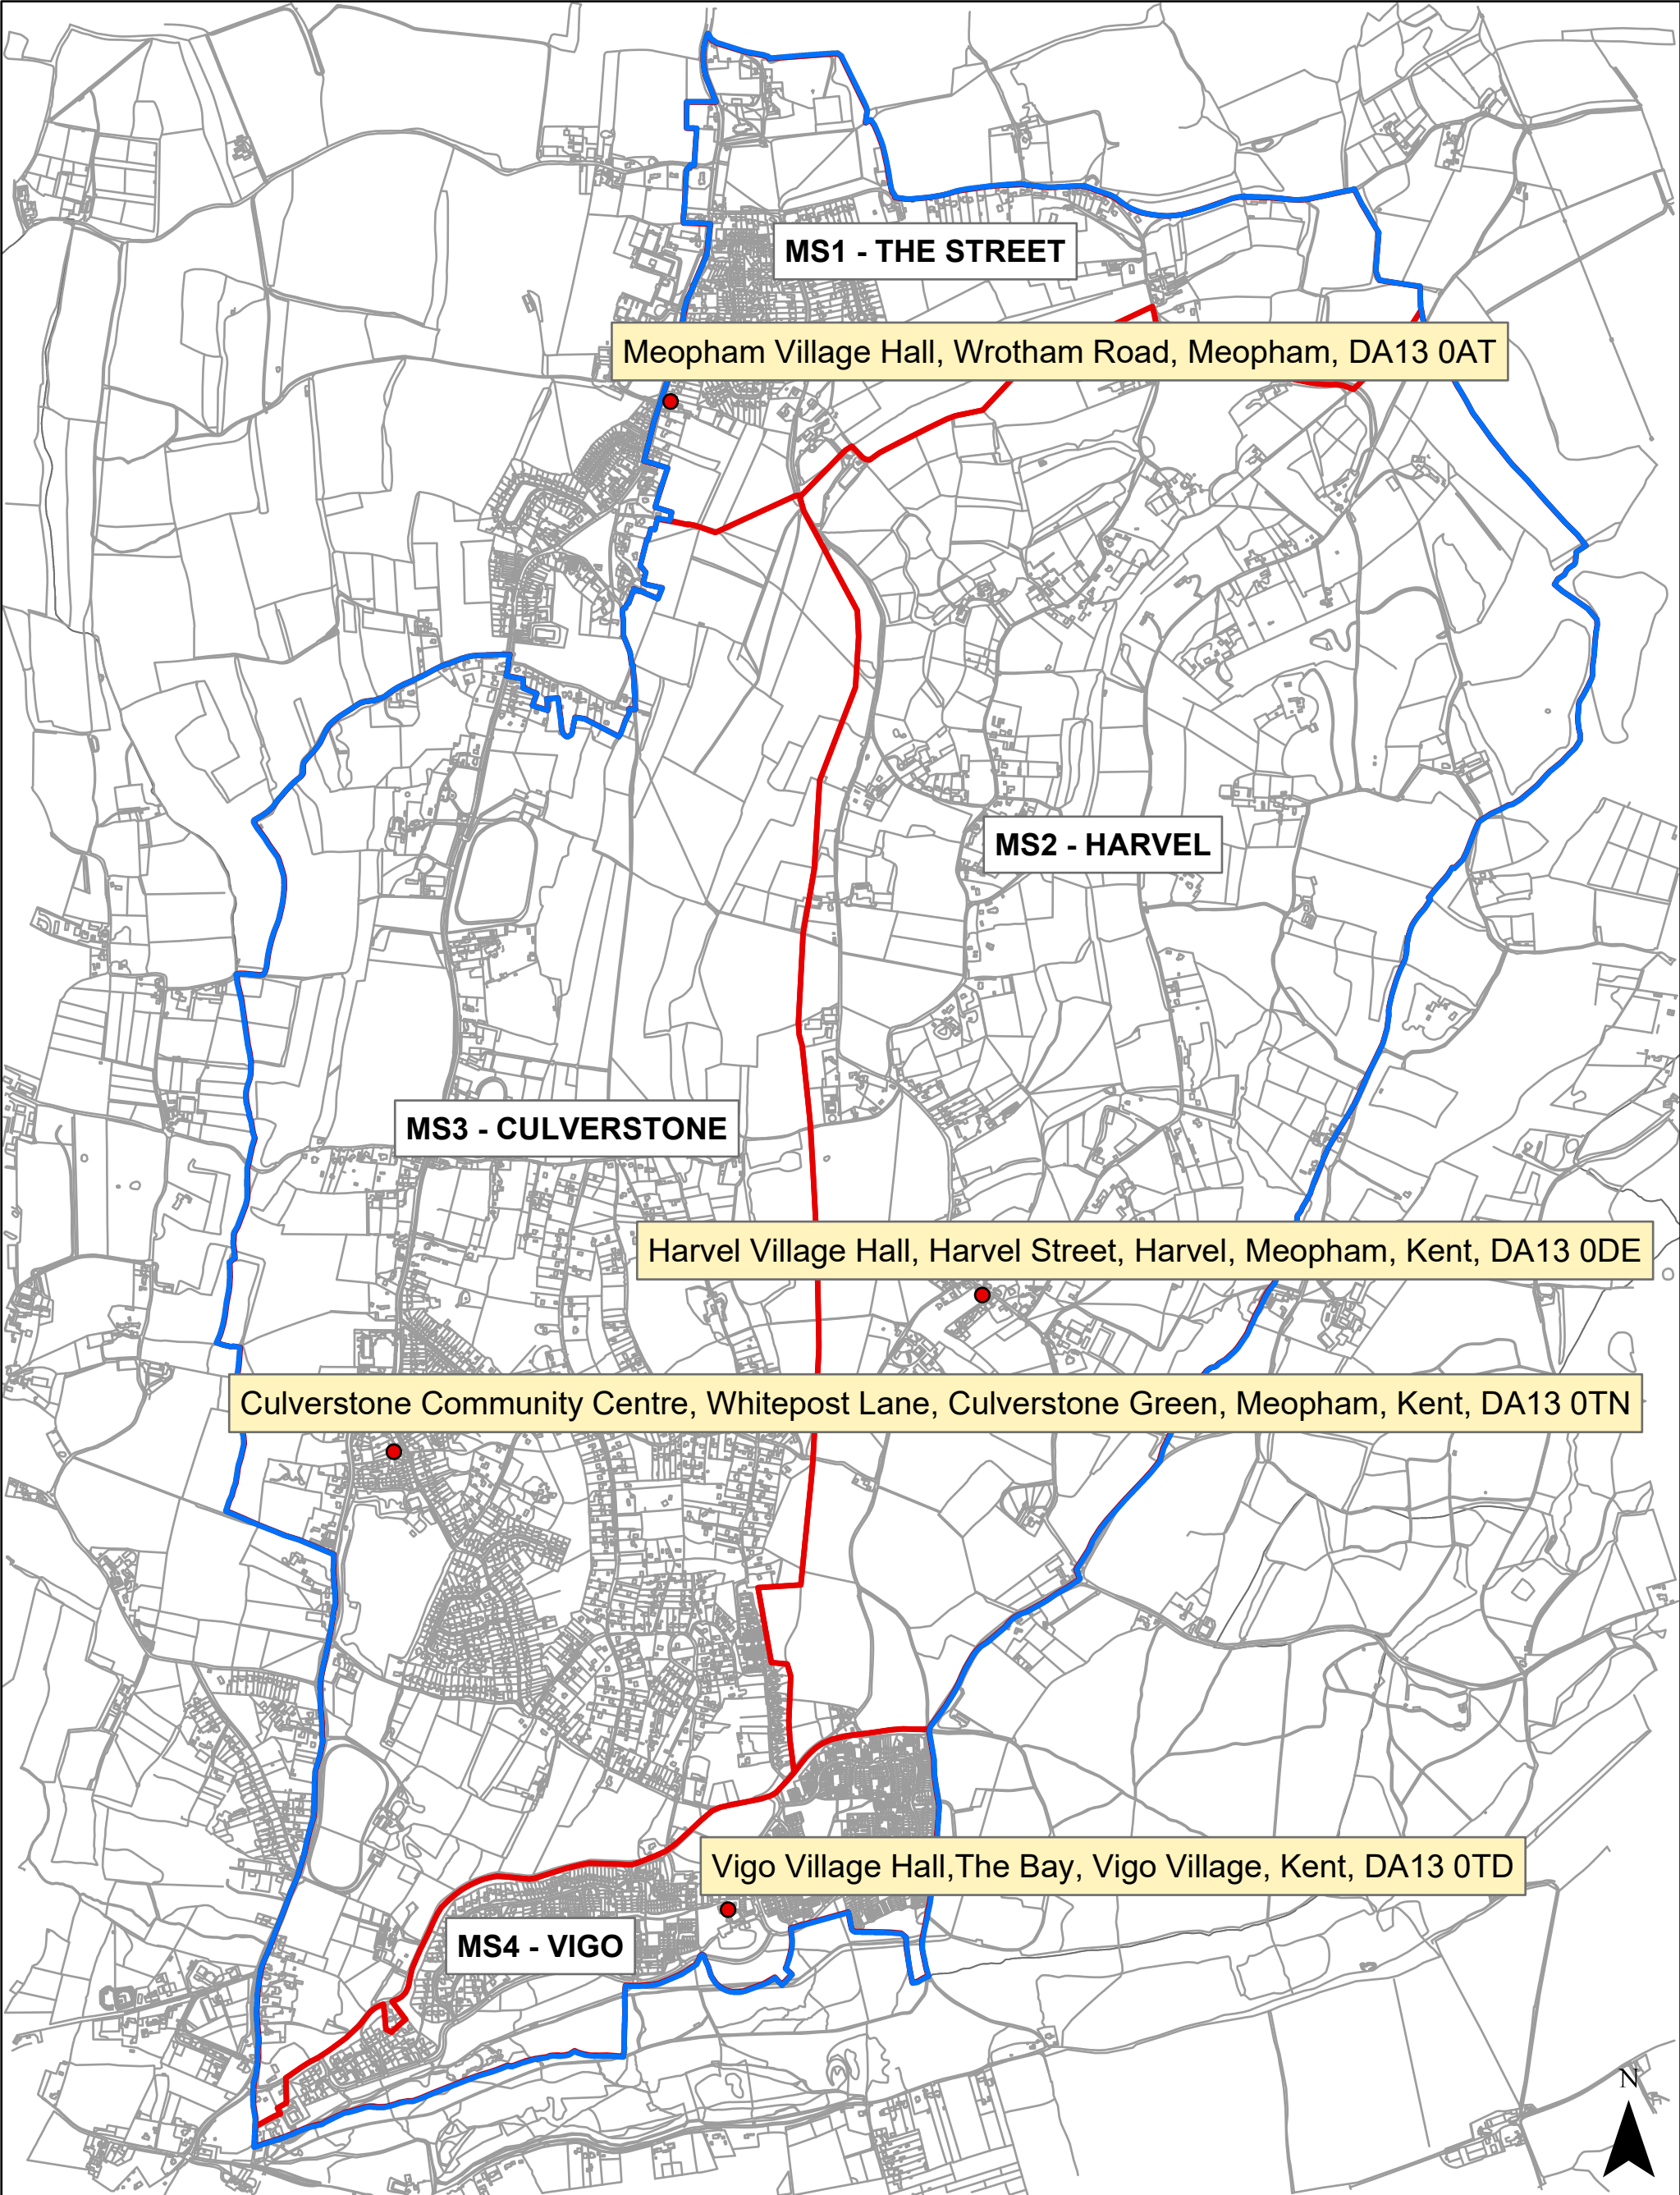 MS1 - THE STREET
Meopham Village Hall, Wrotham Road, Meopham, DA13 0AT
MS2 - HARVEL
MS3 - CULVERSTONE
Harvel Village Hall, Harvel Street, Harvel, Meopham, Kent, DA13 0DE
Culverstone Community Centre, Whitepost Lane, Culverstone Green, Meopham, Kent, DA13 0TN
Vigo Village Hall,The Bay, Vigo Village, Kent, DA13 0TD
MS4 - VIGO
N